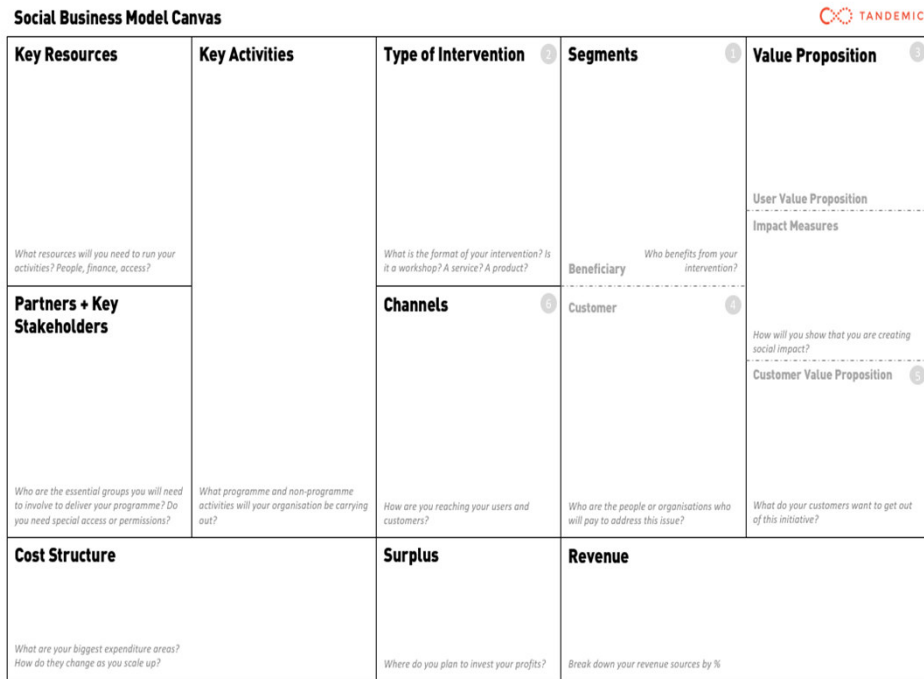 Social Business Model Canvas
TANDEMIC
Key Resources
What resources will you need to run your
activities? People, finance, access?
Partners + Key
Stakeholders
Who are the essential groups you will need
to involve to deliver your programme? Do
you need special access or permissions?
Key Activities
What programme and non-programme
activities will your organisation be carrying
out?
Type of Intervention
2
What is the format of your intervention? Is
it a workshop? A service? A product?
Channels
6
How are you reaching your users and
customers?
Segments
1
Beneficiary
Who benefits from your
intervention?
Customer
4
Who are the people or organisations who
will pay to address this issue?
Value Proposition
3
User Value Proposition
Impact Measures
How will you show that you are creating
social impact?
Customer Value Proposition
5
What do your customers want to get out
of this initiative?
Cost Structure
What are your biggest expenditure areas?
How do they change as you scale up?
Surplus
Where do you plan to invest your profits?
Revenue
Break down your revenue sources by %